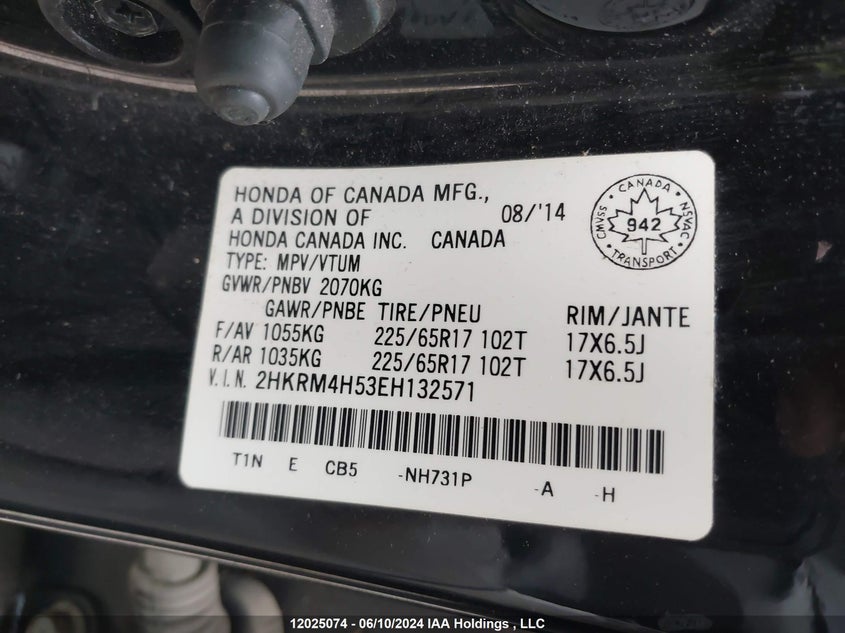 HONDA OF CANADA MFG.,
A DIVISION OF 08/'14
HONDA CANADA INC. CANADA
TYPE: MPV/VTUM
GVWR/PNBV 2070KG
GAWR/PNBE TIRE/PNEU RIM/JANTE
F/AV 1055KG 225/65R17 102T 17X6.5J
R/AR 1035KG 225/65R17 102T 17X6.5J
V.I.N. 2HKRM4H53EH132571
T1N E CB5 -NH731P -A -H
CANADA
CMVSS 942 NSVAC
TRANSPORT
12025074 - 06/10/2024 IAA Holdings, LLC